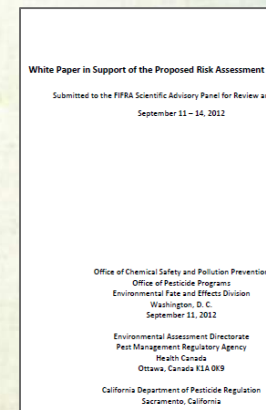 White Paper in Support of the Proposed Risk Assessment
Submitted to the FIFRA Scientific Advisory Panel for Review
September 11 – 14, 2012
Office of Chemical Safety and Pollution Prevention
Office of Pesticide Programs
Environmental Fate and Effects Division
Washington, D. C.
September 11, 2012
Environmental Assessment Directorate
Pest Management Regulatory Agency
Health Canada
Ottawa, Canada K1A 0K9
California Department of Pesticide Regulation
Sacramento, California